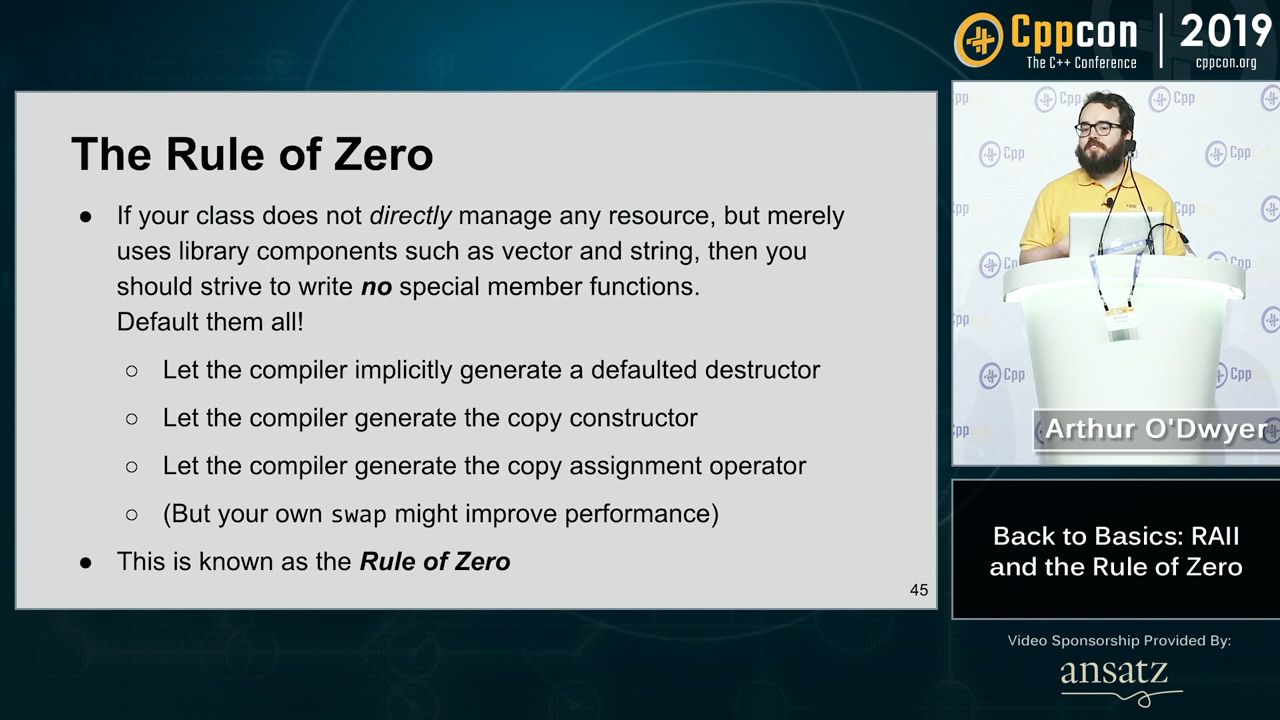 Cppcon | 2019
The C++ Conference
cppcon.org
The Rule of Zero
● If your class does not directly manage any resource, but merely
uses library components such as vector and string, then you
should strive to write no special member functions.
Default them all!
○ Let the compiler implicitly generate a defaulted destructor
○ Let the compiler generate the copy constructor
○ Let the compiler generate the copy assignment operator
○ (But your own swap might improve performance)
● This is known as the Rule of Zero
45
Arthur O'Dwyer
Back to Basics: RAII
and the Rule of Zero
Video Sponsorship Provided By:
ansatz